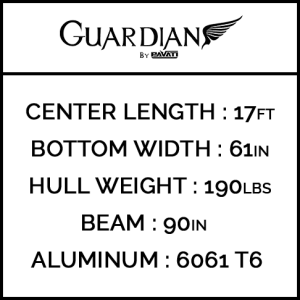 GUARDIAN
BY PAVATI
CENTER LENGTH : 17FT
BOTTOM WIDTH : 61IN
HULL WEIGHT : 190LBS
BEAM : 90IN
ALUMINUM : 6061 T6